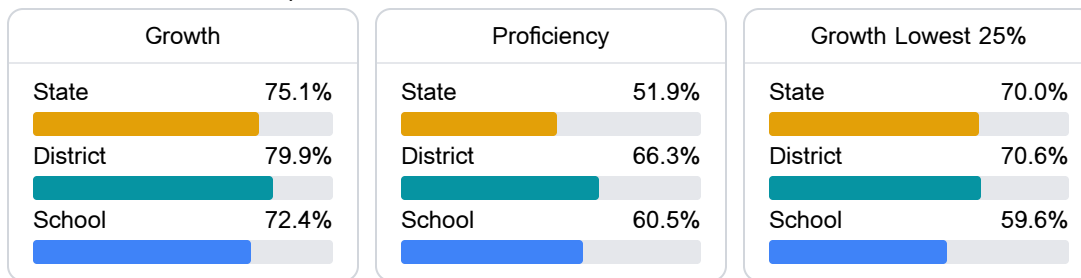 Growth
State 75.1%
District 79.9%
School 72.4%
Proficiency
State 51.9%
District 66.3%
School 60.5%
Growth Lowest 25%
State 70.0%
District 70.6%
School 59.6%